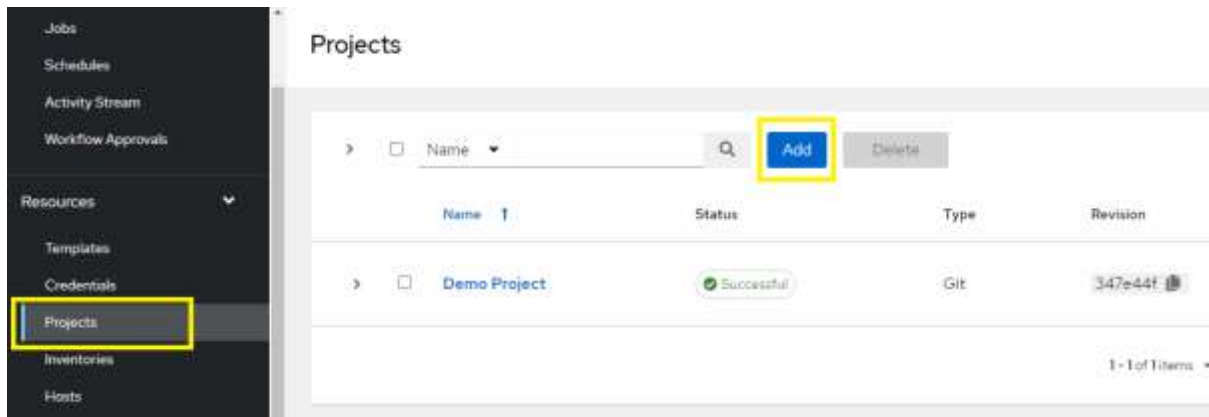 Jobs
Schedules
Activity Stream
Workflow Approvals
Resources
Templates
Credentials
Projects
Inventories
Hosts
Projects
Name Add Delete
Name Status Type Revision
Demo Project Successful Git 347e44f
1-1 of 1 items